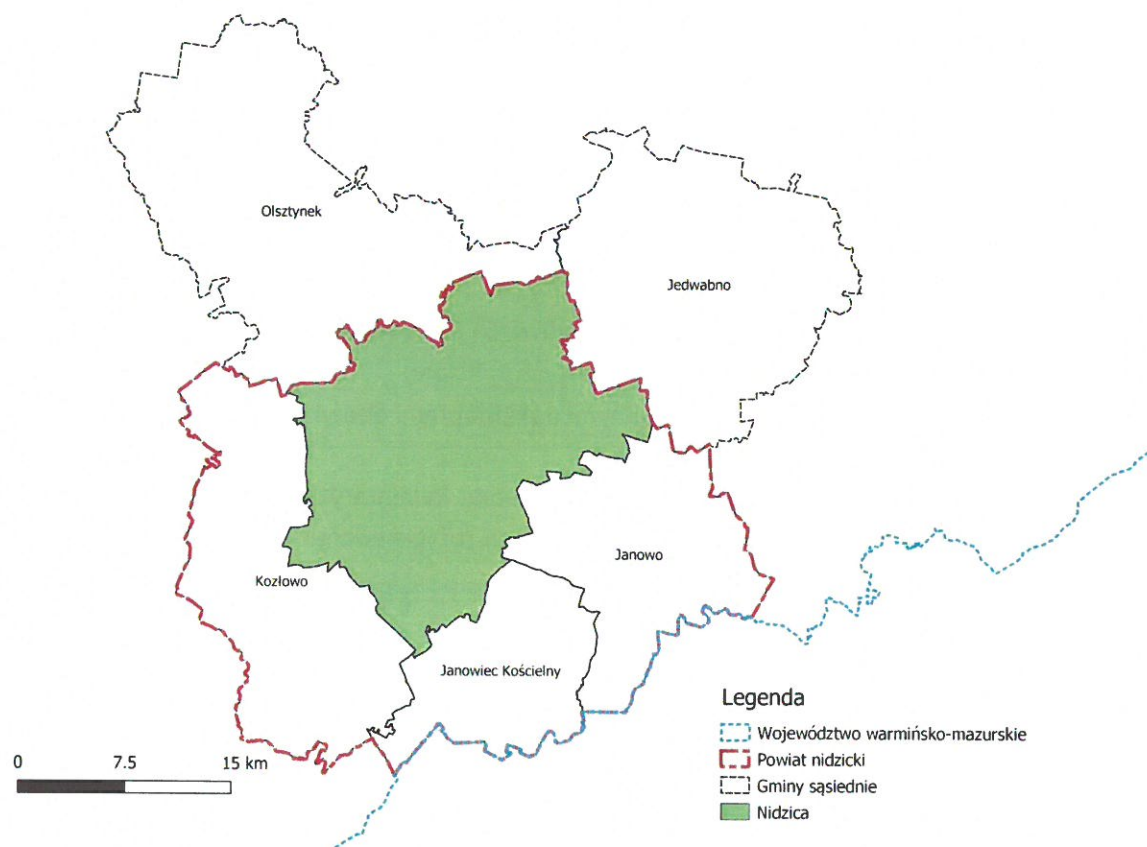 Olsztynek
Jedwabno
Janowo
Kozłowo
Janowiec Kościelny
Legenda
Województwo warmińsko-mazurskie
Powiat nidzicki
Gminy sąsiednie
Nidzica
0 7.5 15 km